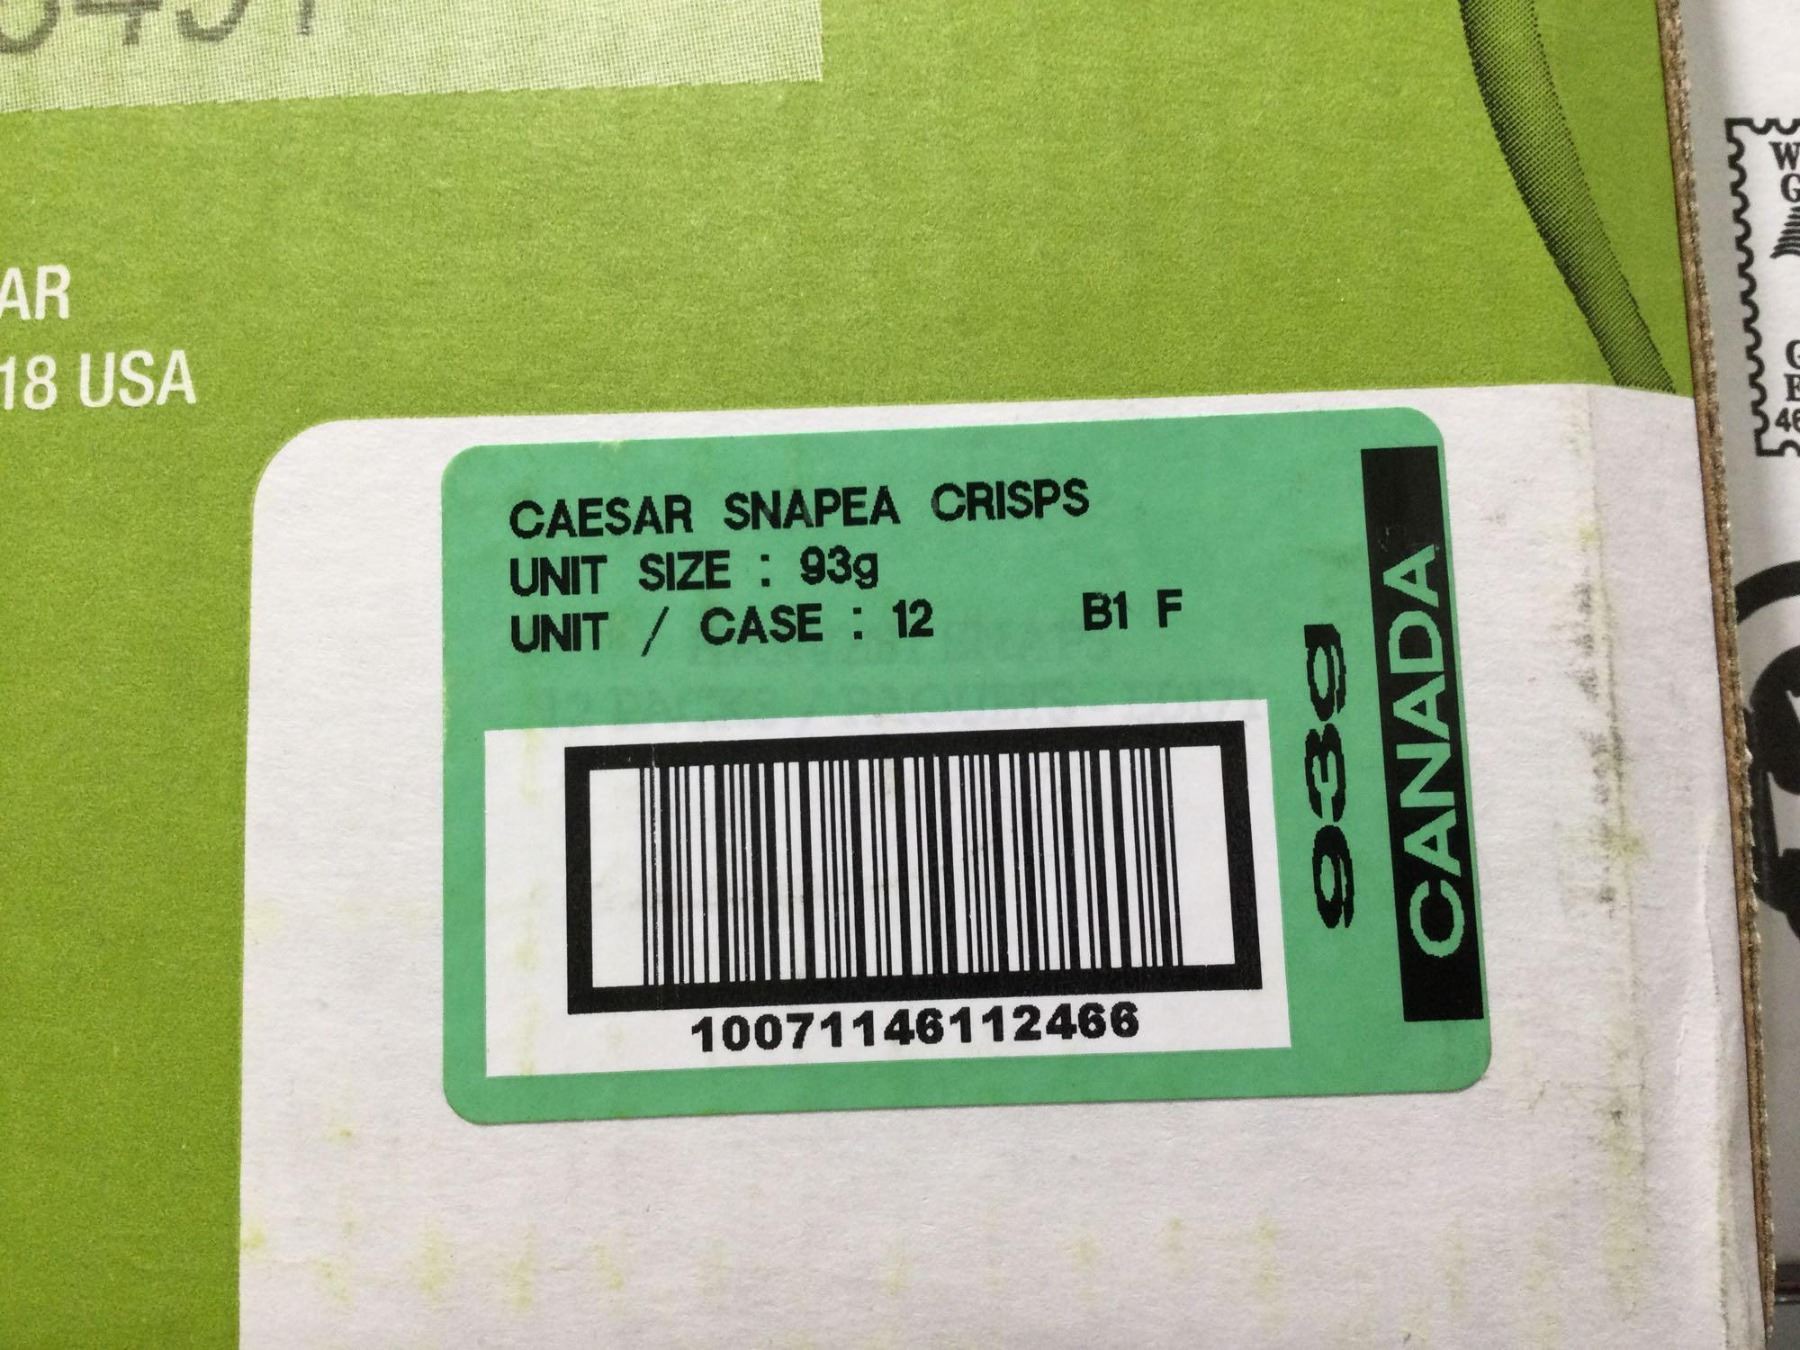 AR
18 USA
CAESAR SNAPEA CRISPS
UNIT SIZE : 93g
UNIT / CASE : 12 B1 F
93g
CANADA
10071146112466